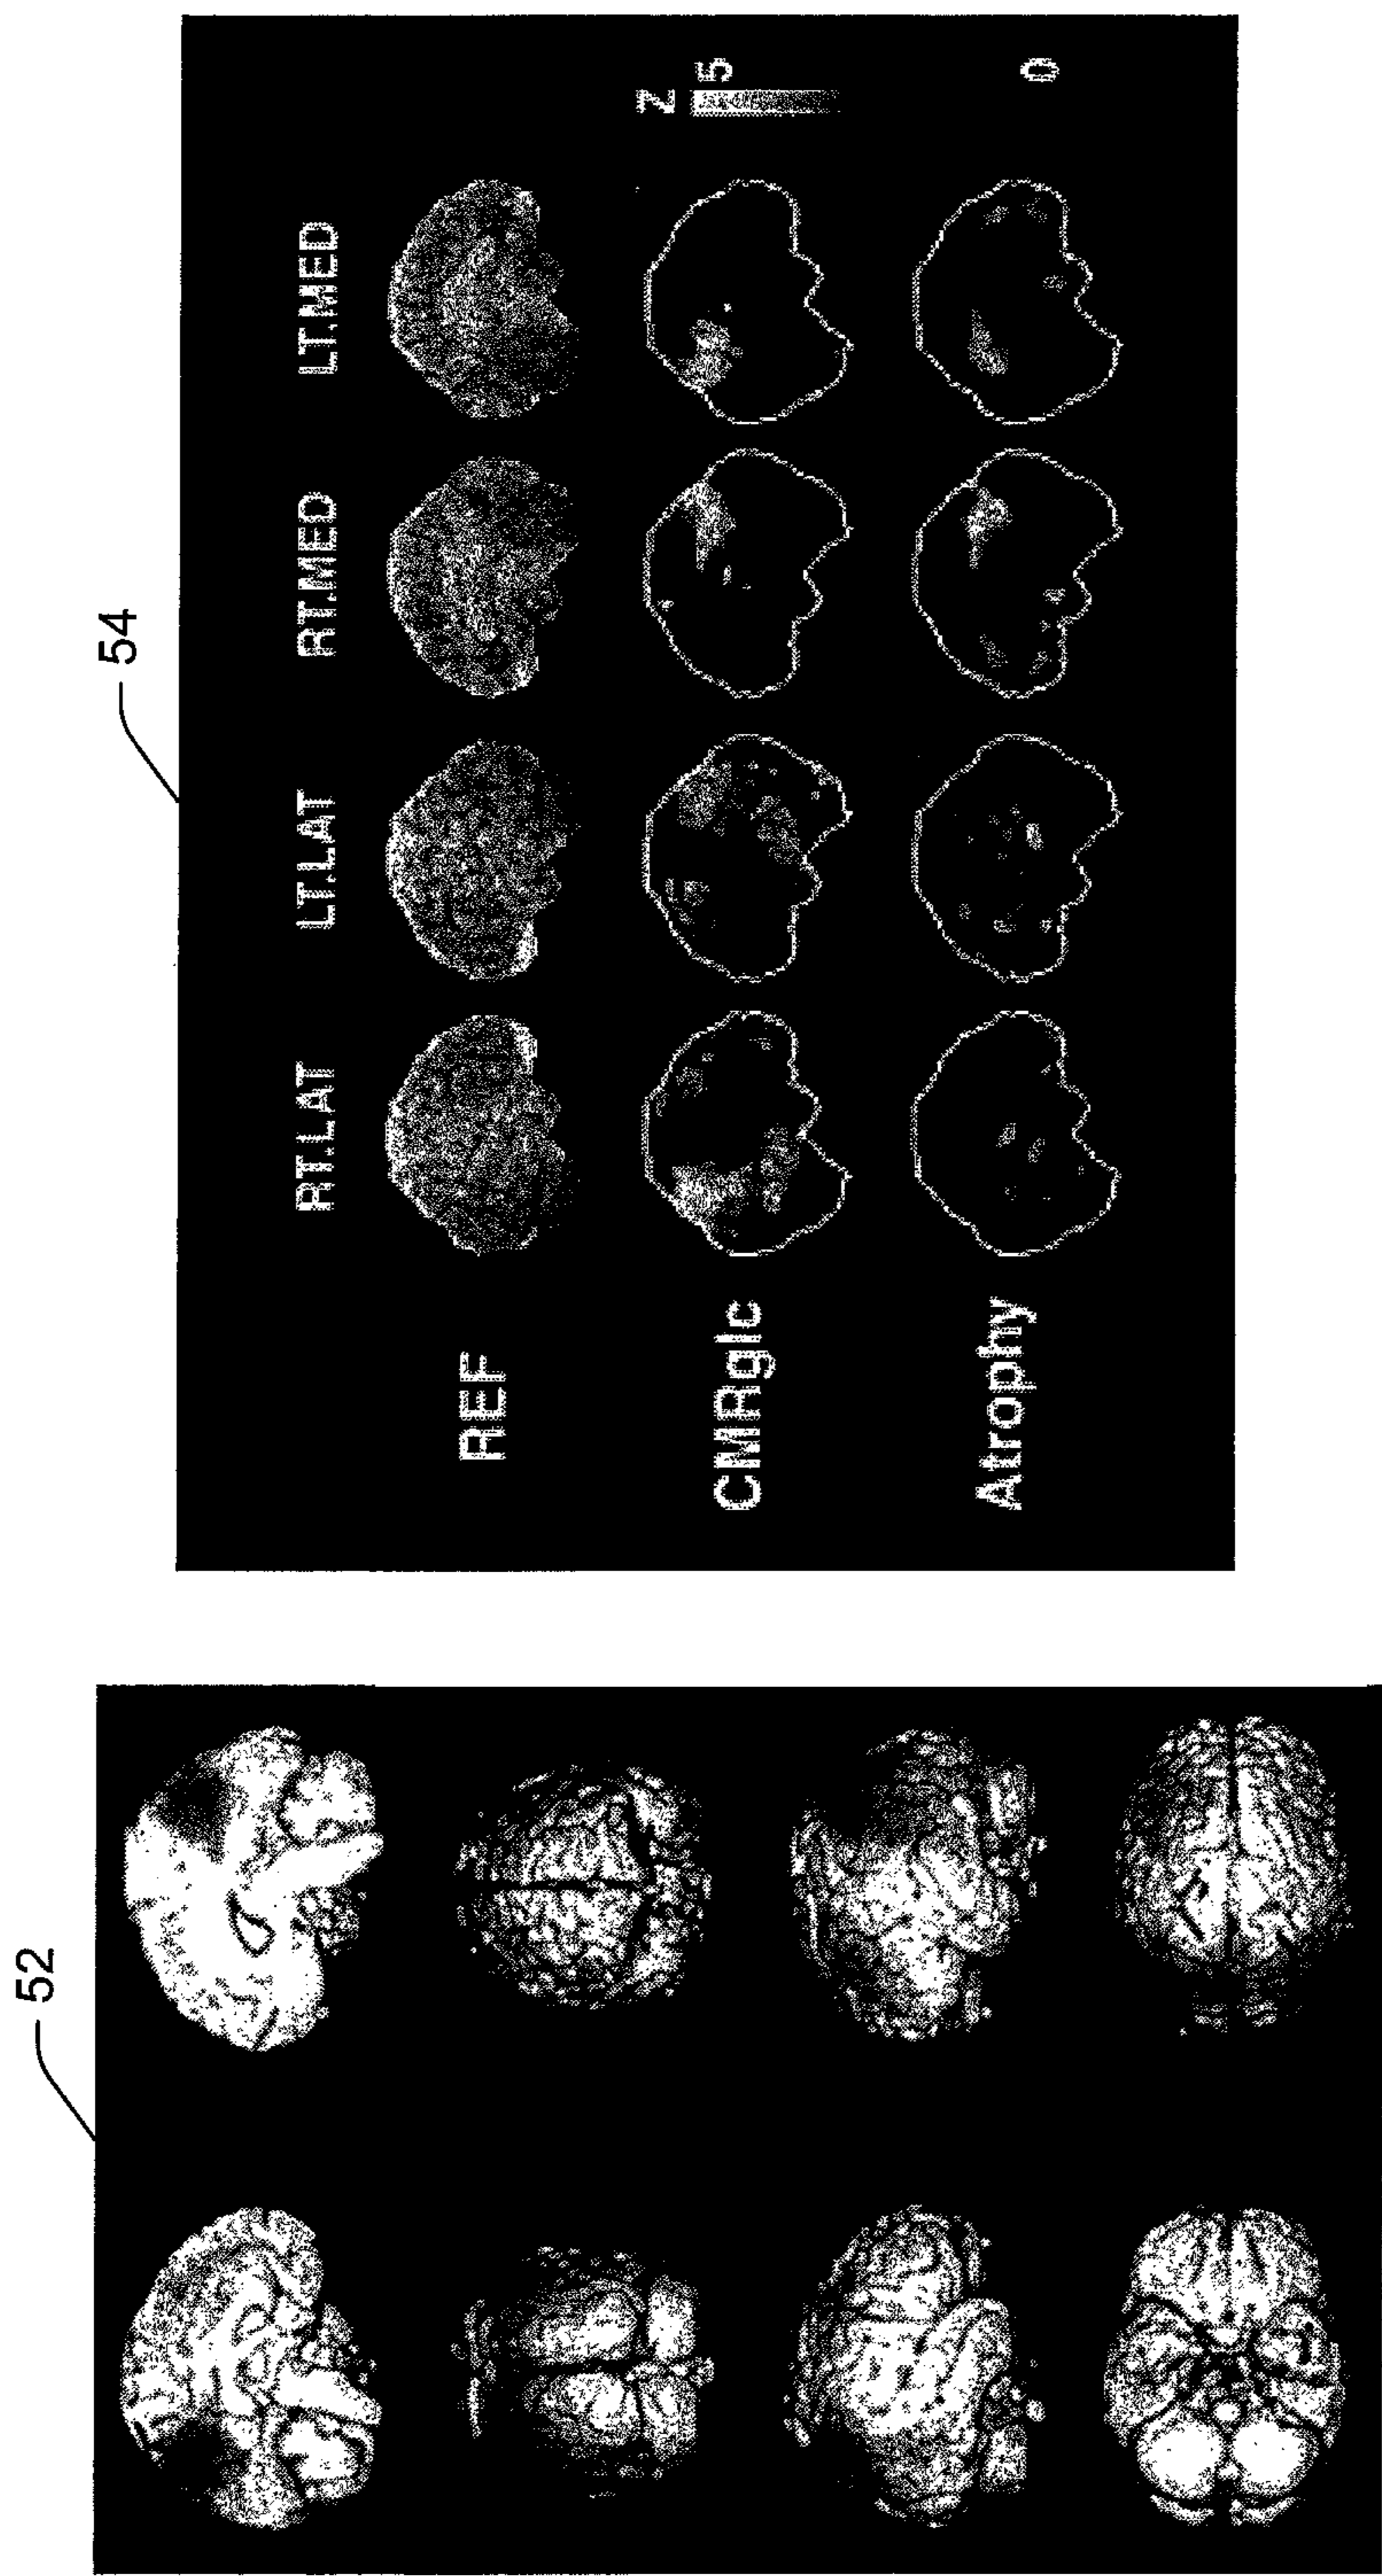 52
54
RT.LAT LT.LAT RT.MED LT.MED
REF
Z
CMRglc 5
Atrophy 0